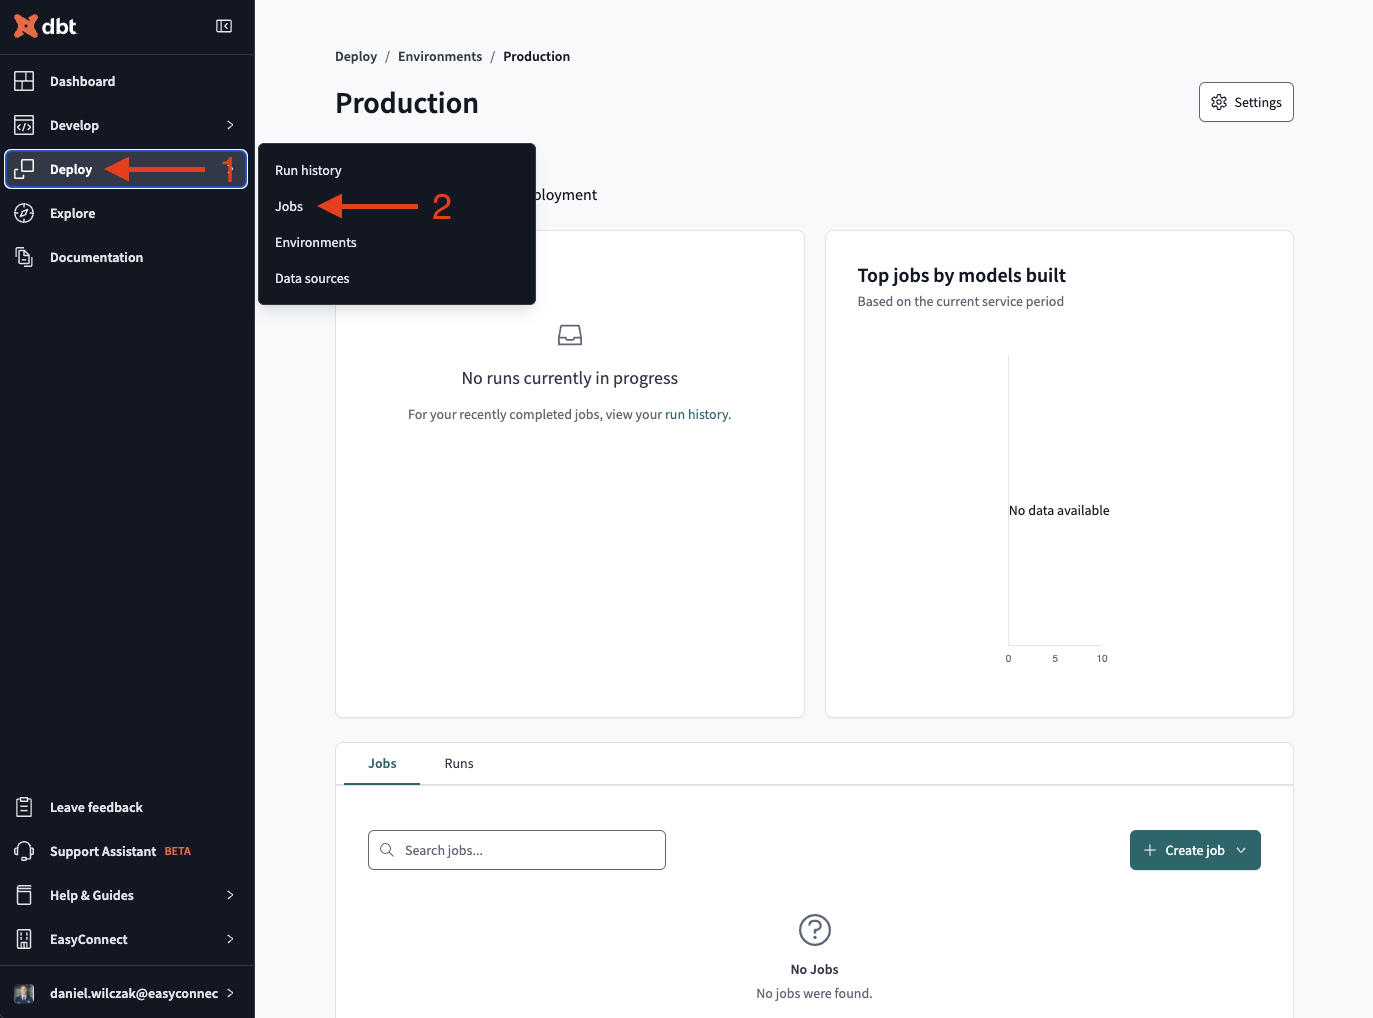 dbt
Dashboard
Develop
Deploy
1
Explore
Documentation
Run history
Jobs
2
Environments
Data sources
Deploy / Environments / Production
Production
Settings
ployment
No runs currently in progress
For your recently completed jobs, view your run history.
Top jobs by models built
Based on the current service period
No data available
0 5 10
Jobs Runs
Search jobs...
Create job
No Jobs
No jobs were found.
Leave feedback
Support Assistant BETA
Help & Guides
EasyConnect
daniel.wilczak@easyconnec